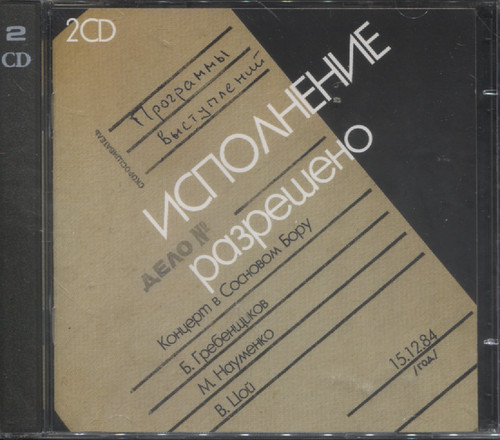 2
CD
2CD
Программы
выступлений
СКОРОСШИВАТЕЛЬ
ИСПОЛНЕНИЕ
разрешено
ДЕЛО №
Концерт в Сосновом Бору
Б. Гребенщиков
М. Науменко
В. Цой
15.12.84
/год/